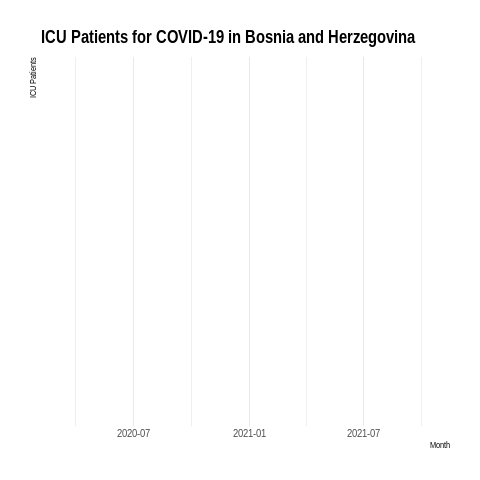 ICU Patients for COVID-19 in Bosnia and Herzegovina
ICU Patients
2020-07
2021-01
2021-07
Month